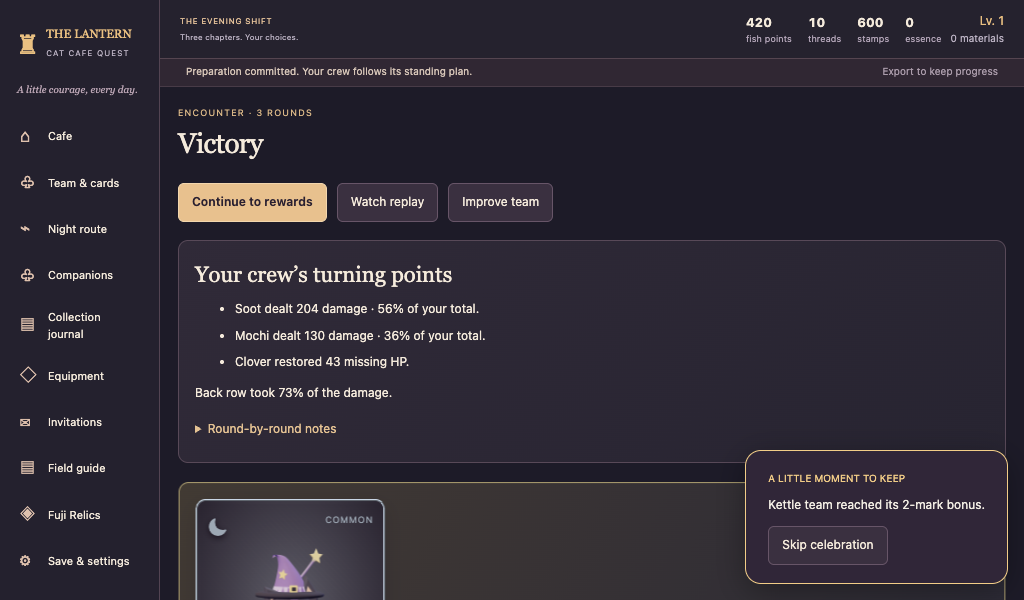 THE LANTERN
CAT CAFE QUEST
A little courage, every day.
Cafe
Team & cards
Night route
Companions
Collection
journal
Equipment
Invitations
Field guide
Fuji Relics
Save & settings
THE EVENING SHIFT
Three chapters. Your choices.
420
fish points
10
threads
600
stamps
0
essence
Lv. 1
0 materials
Preparation committed. Your crew follows its standing plan.
Export to keep progress
ENCOUNTER · 3 ROUNDS
Victory
Continue to rewards
Watch replay
Improve team
Your crew’s turning points
• Soot dealt 204 damage · 56% of your total.
• Mochi dealt 130 damage · 36% of your total.
• Clover restored 43 missing HP.
Back row took 73% of the damage.
Round-by-round notes
COMMON
A LITTLE MOMENT TO KEEP
Kettle team reached its 2-mark bonus.
Skip celebration